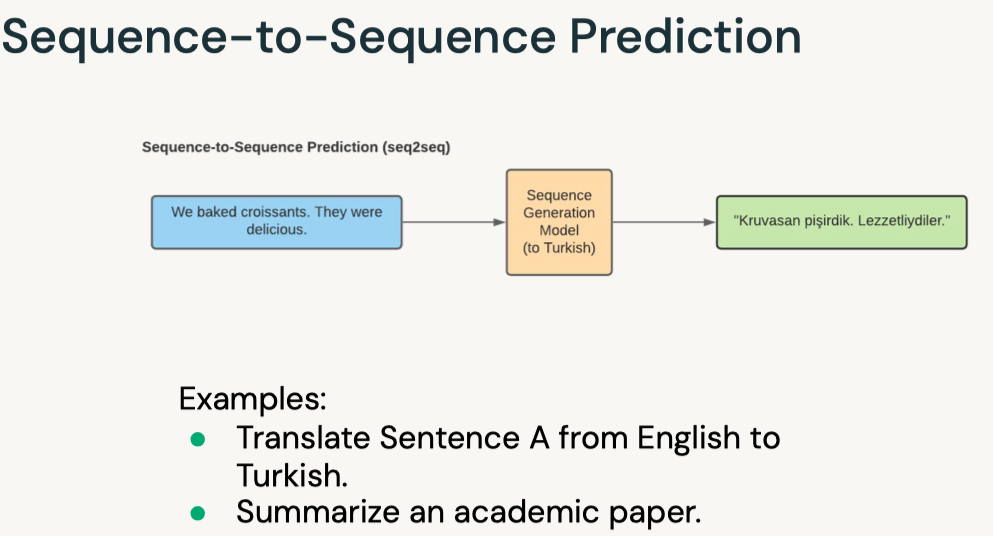 Sequence-to-Sequence Prediction
Sequence-to-Sequence Prediction (seq2seq)
We baked croissants. They were
delicious.
Sequence
Generation
Model
(to Turkish)
"Kruvasan pişirdik. Lezzetliydiler."
Examples:
Translate Sentence A from English to
Turkish.
Summarize an academic paper.